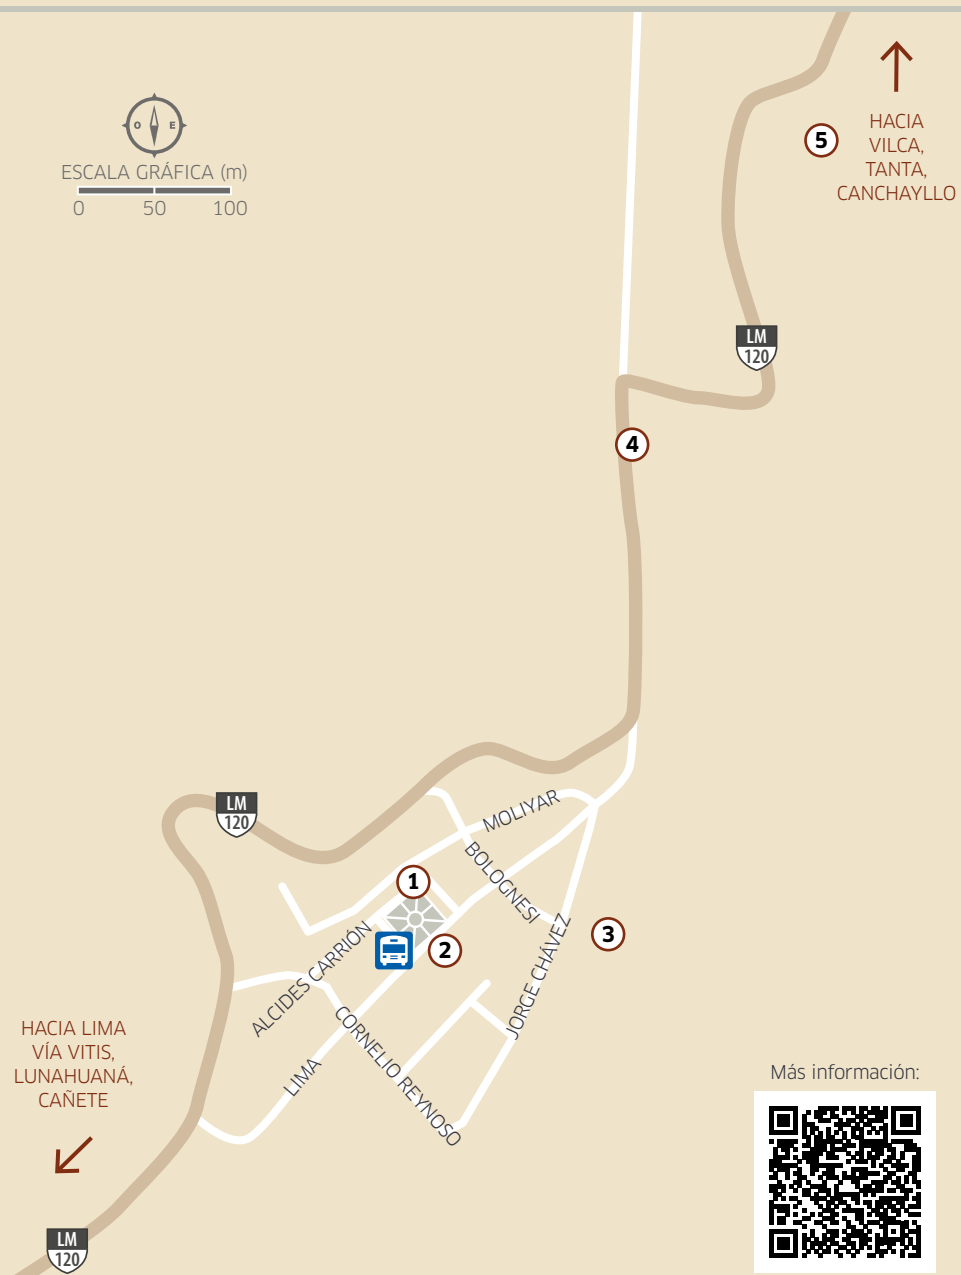 HACIA
VILCA,
TANTA,
CANCHAYLLO
5
O E
ESCALA GRÁFICA (m)
0 50 100
LM
120
4
LM
120
MOLIYAR
BOLOGNESI
1
2
3
ALCIDES CARRIÓN
JORGE CHÁVEZ
CORNELIO REYNOSO
LIMA
HACIA LIMA
VÍA VITIS,
LUNAHUANÁ,
CAÑETE
LM
120
Más información: